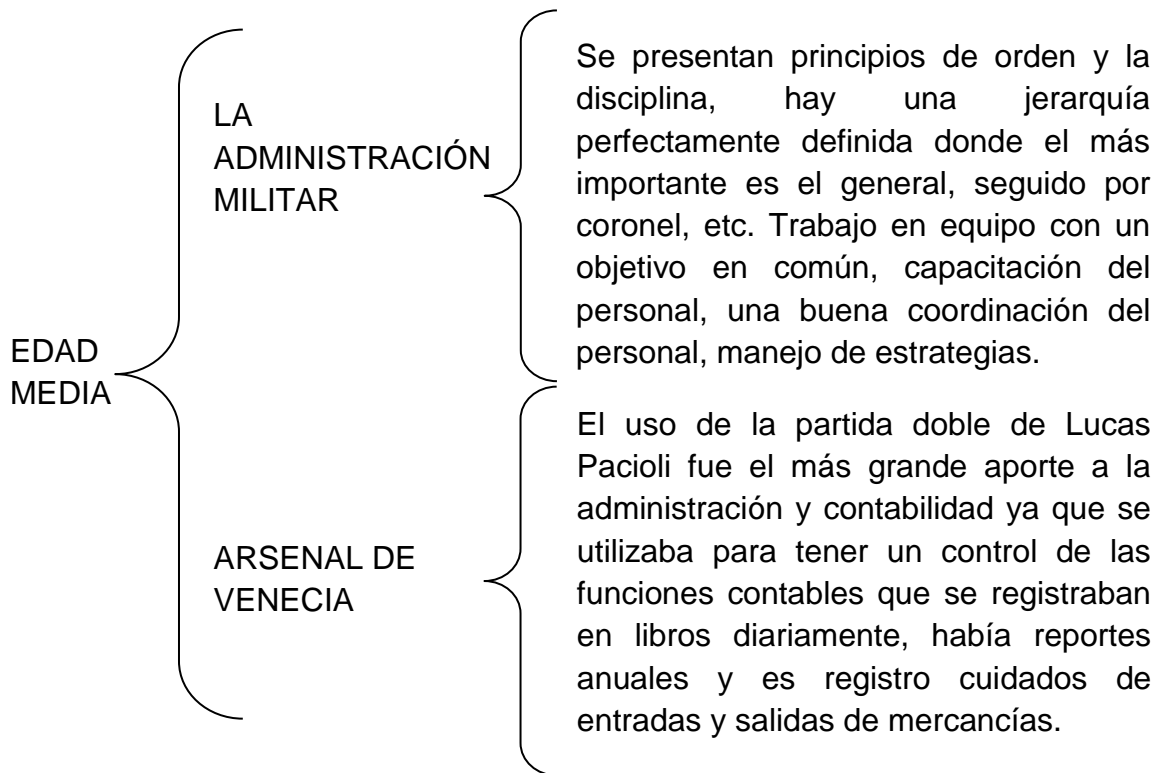 EDAD
MEDIA
LA
ADMINISTRACIÓN
MILITAR
Se presentan principios de orden y la
disciplina, hay una jerarquía
perfectamente definida donde el más
importante es el general, seguido por
coronel, etc. Trabajo en equipo con un
objetivo en común, capacitación del
personal, una buena coordinación del
personal, manejo de estrategias.
ARSENAL DE
VENECIA
El uso de la partida doble de Lucas
Pacioli fue el más grande aporte a la
administración y contabilidad ya que se
utilizaba para tener un control de las
funciones contables que se registraban
en libros diariamente, había reportes
anuales y es registro cuidados de
entradas y salidas de mercancías.